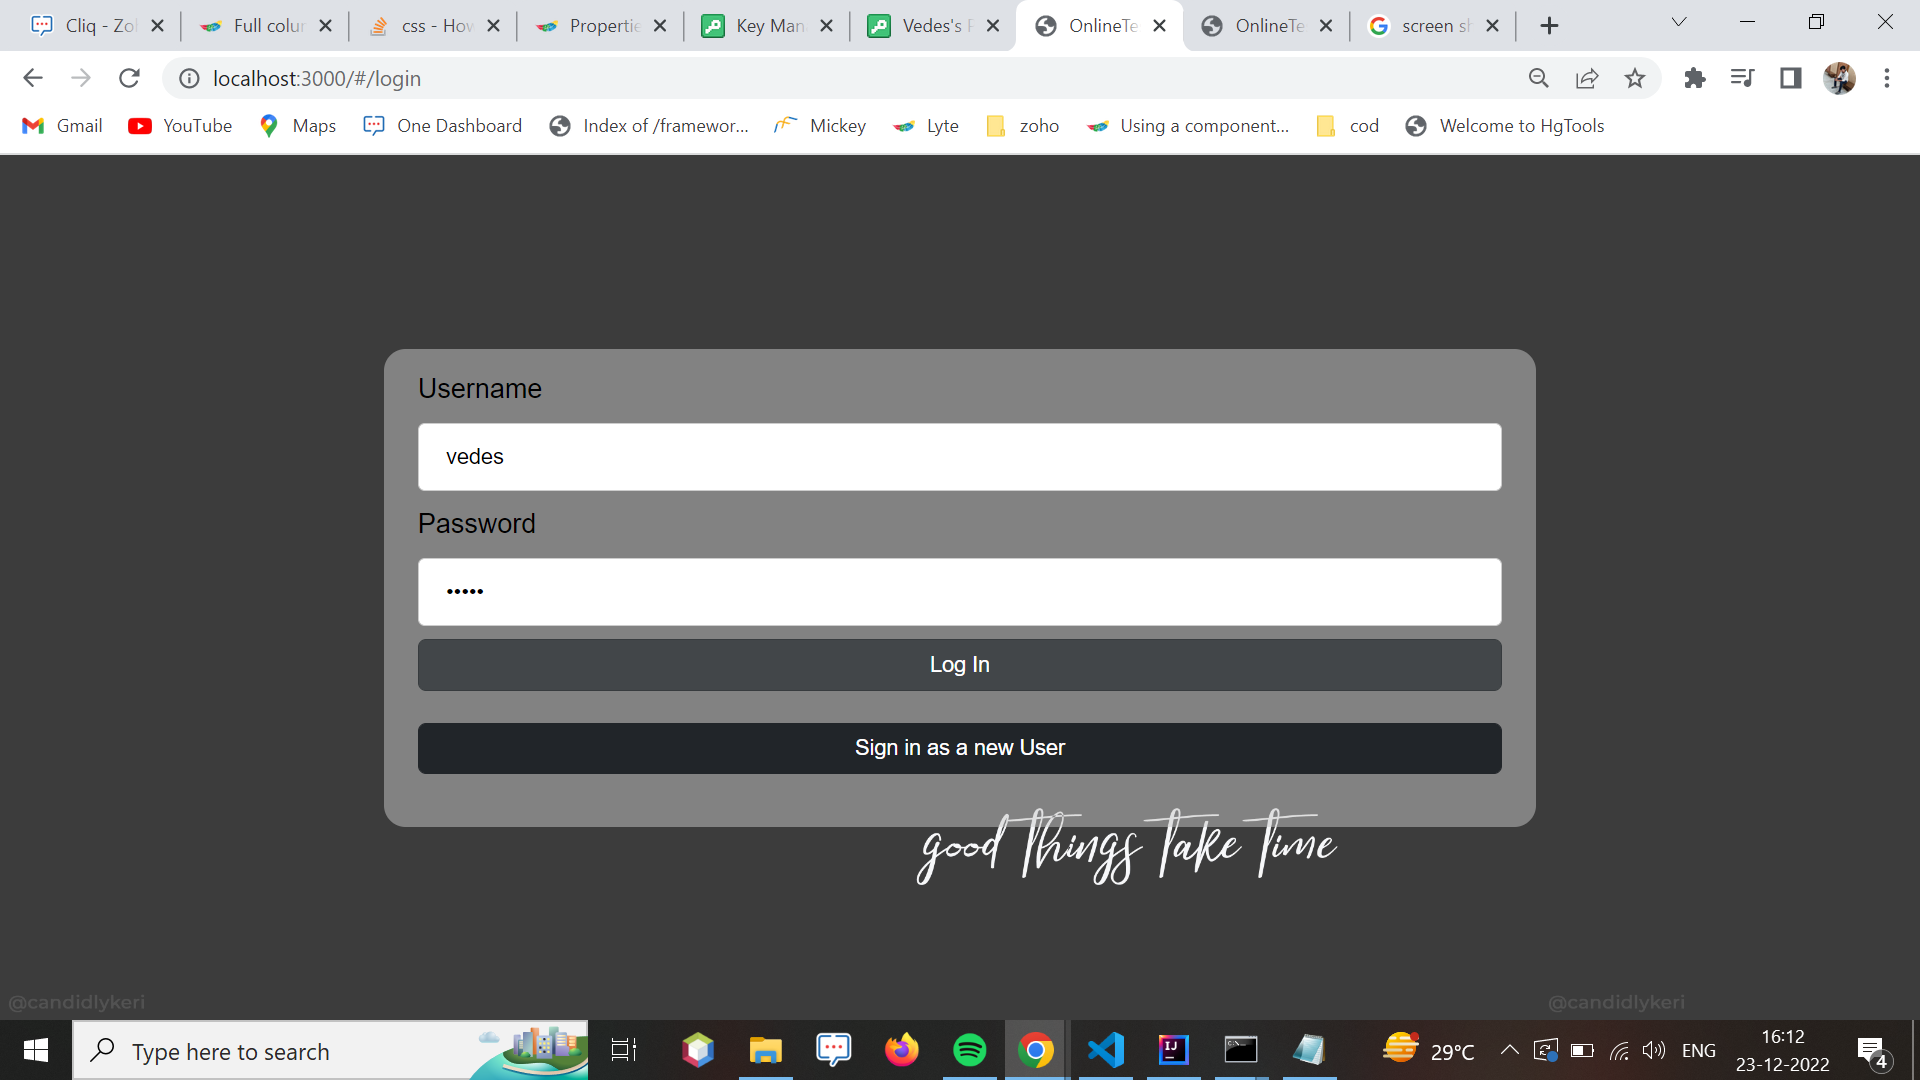 Cliq - Zo
Full colur
css - How
Propertie
Key Man
Vedes's P
OnlineTe
OnlineTe
screen sh
localhost:3000/#/login
Gmail
YouTube
Maps
One Dashboard
Index of /framewor...
Mickey
Lyte
zoho
Using a component...
cod
Welcome to HgTools
Username
vedes
Password
•••••
Log In
Sign in as a new User
good things take time
@candidlykeri
@candidlykeri
Type here to search
IJ
29°C
ENG
16:12
23-12-2022
4